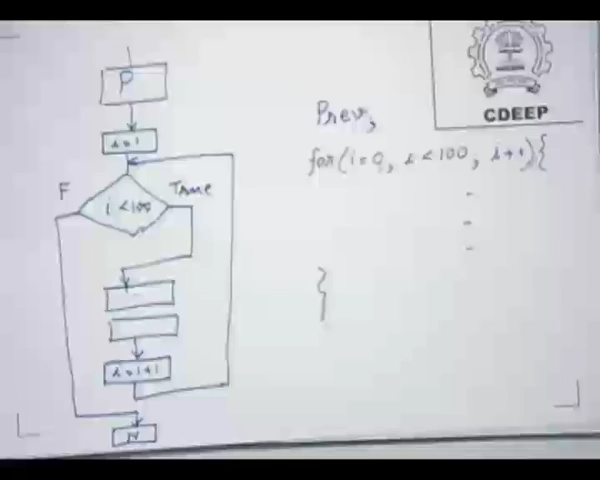 P
i=1
F
True
i<100
i=i+1
N
Prev,
for(i=0, i<100, i++){
}
CDEEP